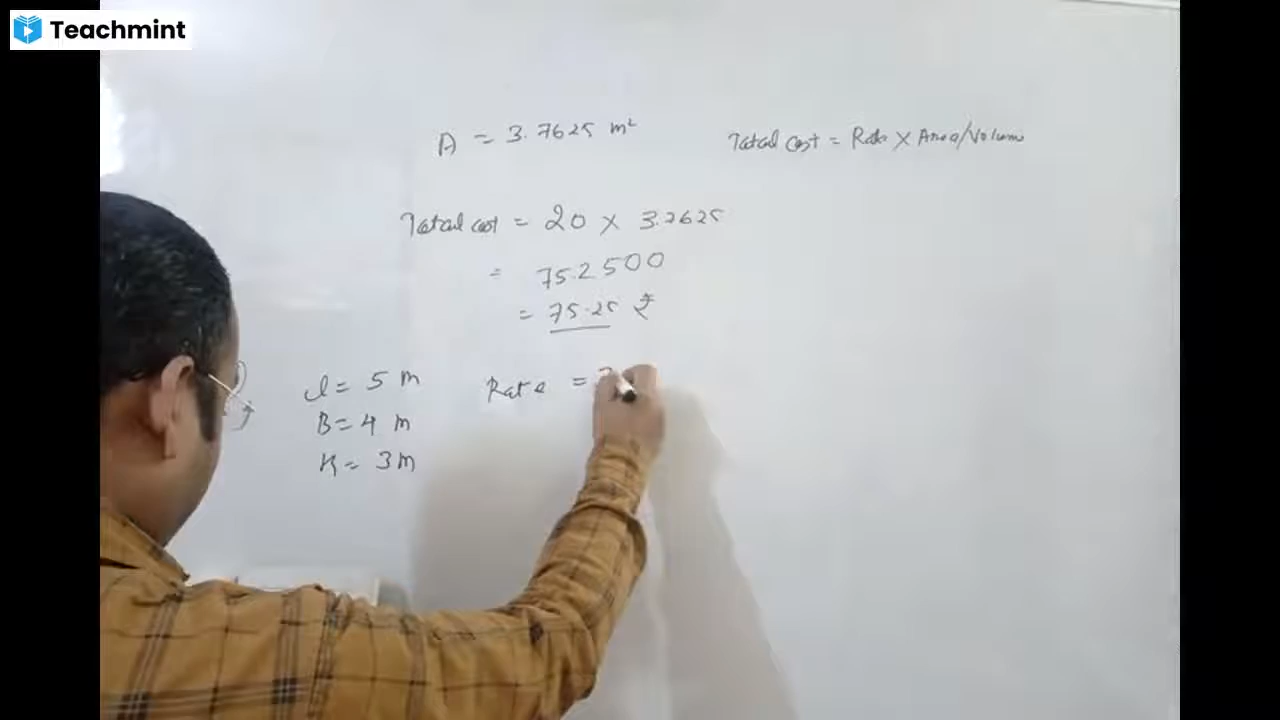 Teachmint
A = 3.7625 m²
Total cost = Rate × Area/Volume
Total cost = 20 × 3.7625
= 75.2500
= 75.25 ₹
l = 5 m
Rate =
B = 4 m
H = 3 m